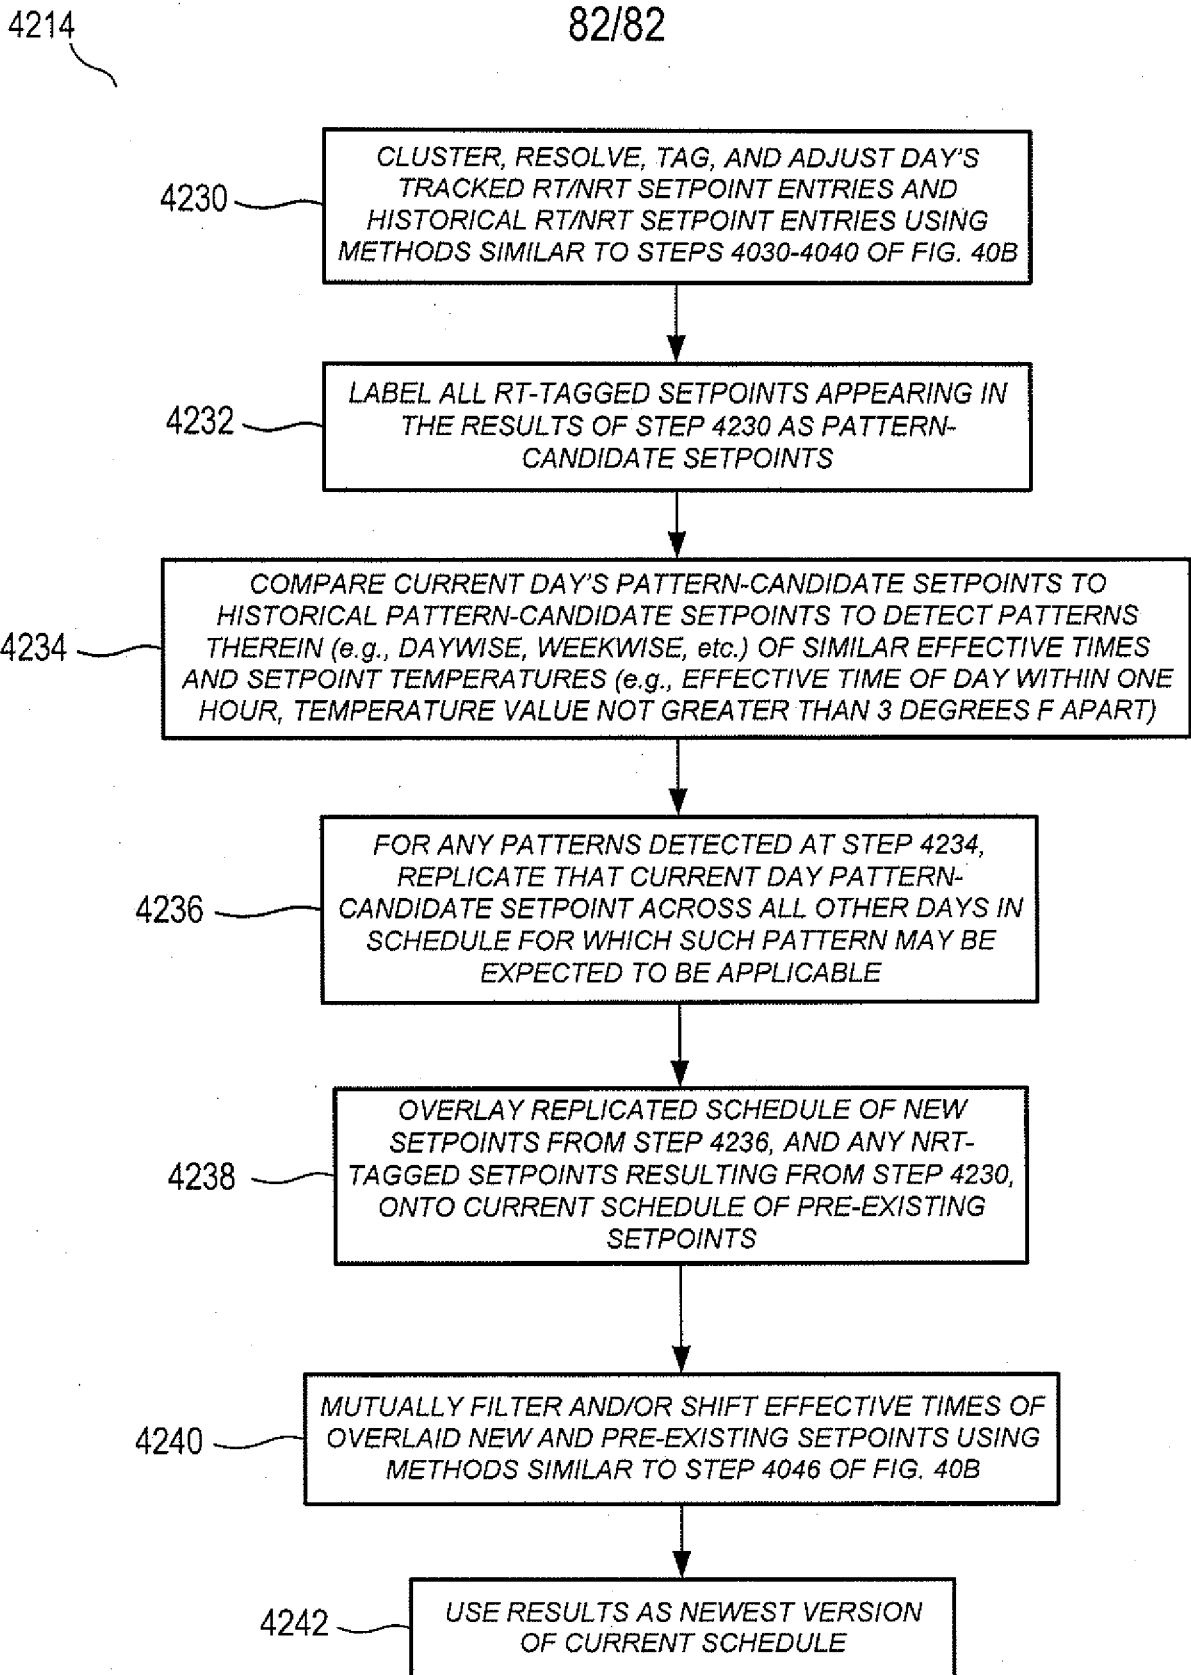 4214
82/82
4230
CLUSTER, RESOLVE, TAG, AND ADJUST DAY'S
TRACKED RT/NRT SETPOINT ENTRIES AND
HISTORICAL RT/NRT SETPOINT ENTRIES USING
METHODS SIMILAR TO STEPS 4030-4040 OF FIG. 40B
4232
LABEL ALL RT-TAGGED SETPOINTS APPEARING IN
THE RESULTS OF STEP 4230 AS PATTERN-
CANDIDATE SETPOINTS
4234
COMPARE CURRENT DAY'S PATTERN-CANDIDATE SETPOINTS TO
HISTORICAL PATTERN-CANDIDATE SETPOINTS TO DETECT PATTERNS
THEREIN (e.g., DAYWISE, WEEKWISE, etc.) OF SIMILAR EFFECTIVE TIMES
AND SETPOINT TEMPERATURES (e.g., EFFECTIVE TIME OF DAY WITHIN ONE
HOUR, TEMPERATURE VALUE NOT GREATER THAN 3 DEGREES F APART)
4236
FOR ANY PATTERNS DETECTED AT STEP 4234,
REPLICATE THAT CURRENT DAY PATTERN-
CANDIDATE SETPOINT ACROSS ALL OTHER DAYS IN
SCHEDULE FOR WHICH SUCH PATTERN MAY BE
EXPECTED TO BE APPLICABLE
4238
OVERLAY REPLICATED SCHEDULE OF NEW
SETPOINTS FROM STEP 4236, AND ANY NRT-
TAGGED SETPOINTS RESULTING FROM STEP 4230,
ONTO CURRENT SCHEDULE OF PRE-EXISTING
SETPOINTS
4240
MUTUALLY FILTER AND/OR SHIFT EFFECTIVE TIMES OF
OVERLAID NEW AND PRE-EXISTING SETPOINTS USING
METHODS SIMILAR TO STEP 4046 OF FIG. 40B
4242
USE RESULTS AS NEWEST VERSION
OF CURRENT SCHEDULE